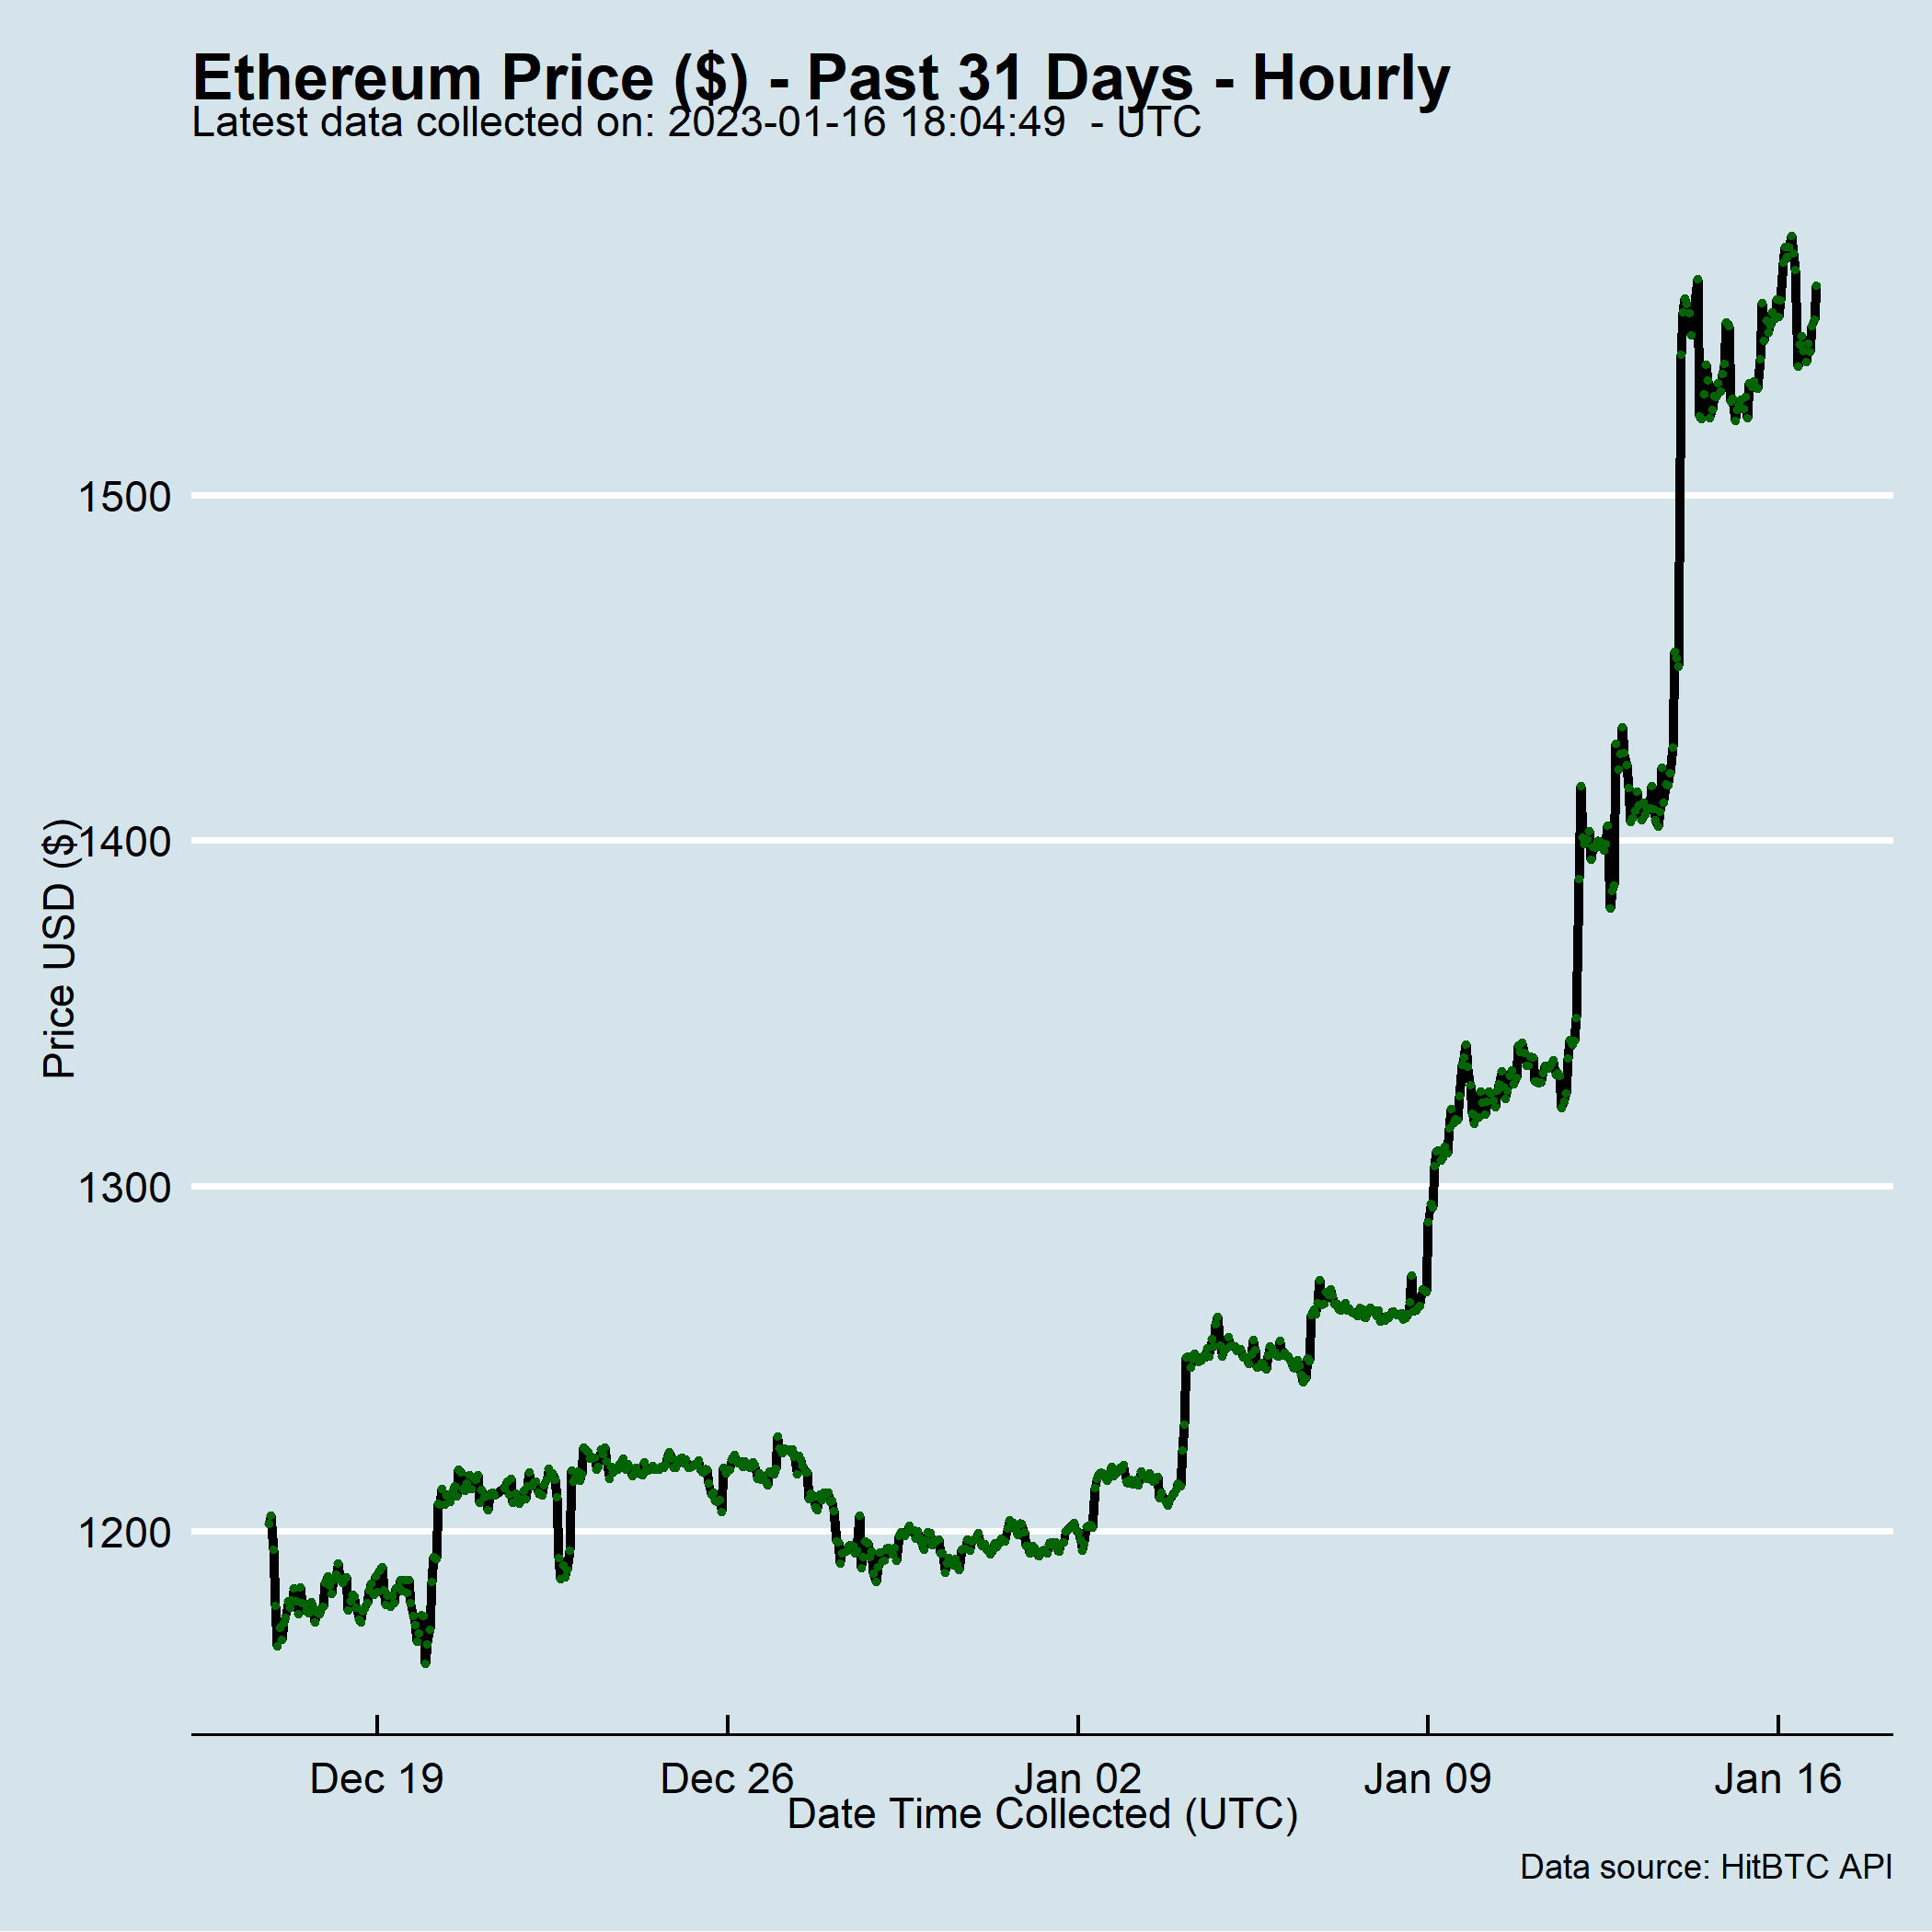 Ethereum Price ($) - Past 31 Days - Hourly
Latest data collected on: 2023-01-16 18:04:49  - UTC
1500
1400
1300
1200
Price USD ($)
Dec 19
Dec 26
Jan 02
Jan 09
Jan 16
Date Time Collected (UTC)
Data source: HitBTC API